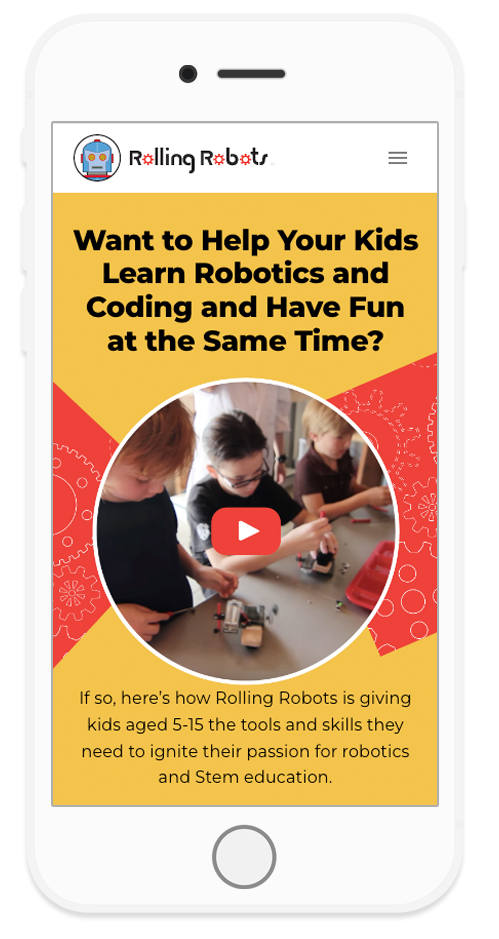 Rolling Robots
Want to Help Your Kids
Learn Robotics and
Coding and Have Fun
at the Same Time?
If so, here's how Rolling Robots is giving
kids aged 5-15 the tools and skills they
need to ignite their passion for robotics
and Stem education.